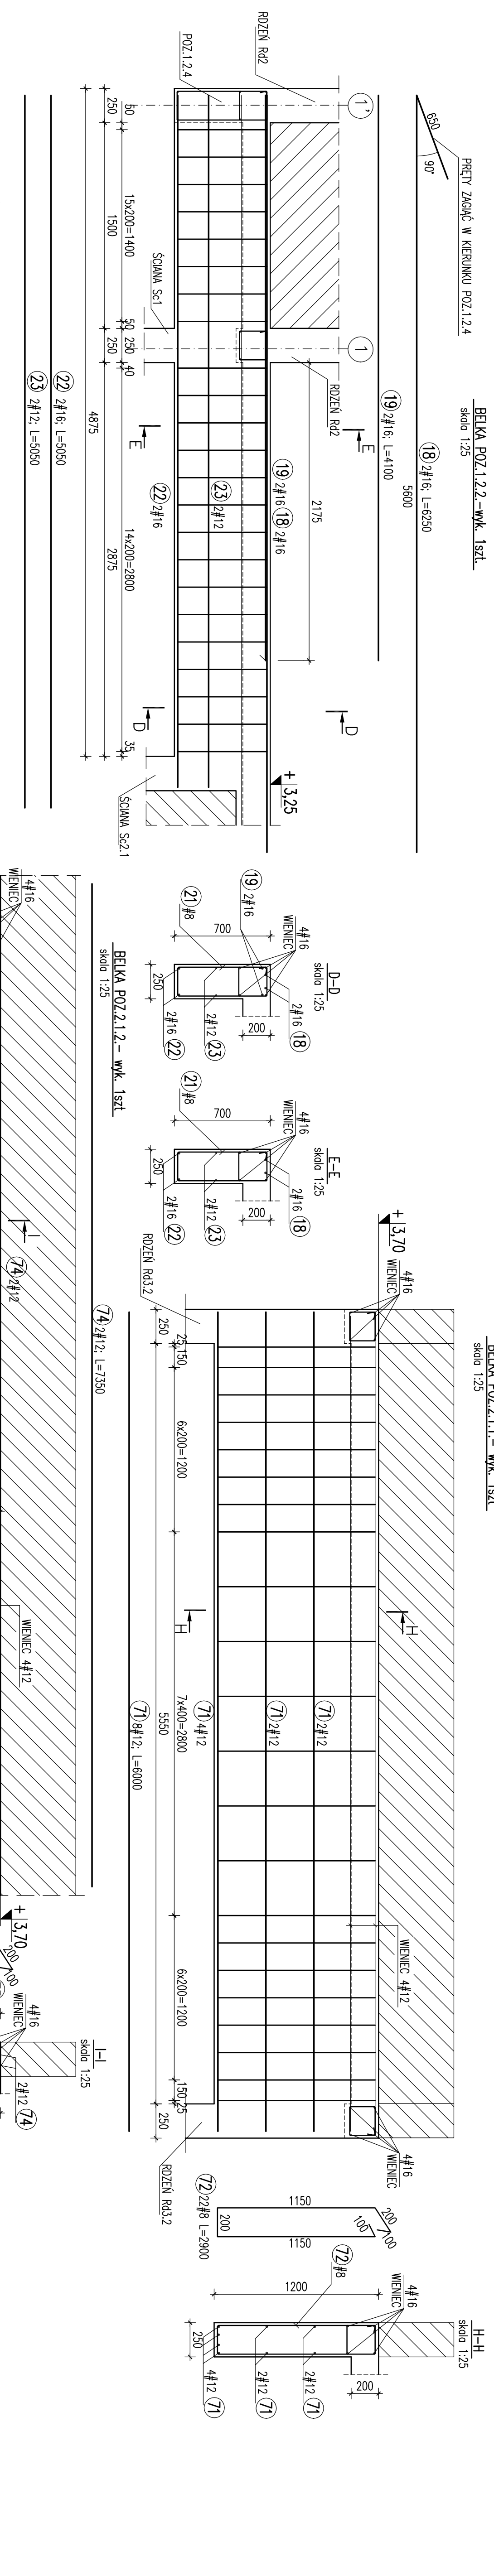 BELKA POZ.1.2.2.-wyk. 1szt.
skala 1:25
PRĘTY ZAGIĄĆ W KIERUNKU POZ.1.2.4
650
90°
18 2#16; L=6250
5600
19 2#16; L=4100
RDZEŃ Rd2
1'
1
RDZEŃ Rd2
POZ.1.2.4
2175
19 2#16 18 2#16
23 2#12
22 2#16
E
E
D
D
+ 3,25
ŚCIANA Sc1
ŚCIANA Sc2.1
50
15x200=1400
50
250
40
14x200=2800
35
250
1500
250
2875
4875
22 2#16; L=5050
23 2#12; L=5050
D-D
skala 1:25
4#16
WIENIEC
19 2#16
2#16 18
21 #8
700
200
250
2#12 23
2#16 22
E-E
skala 1:25
4#16
WIENIEC
2#16 18
21 #8
700
200
250
2#12 23
2#16 22
BELKA POZ.2.1.1.- wyk. 1szt
skala 1:25
+ 3,70
4#16
WIENIEC
RDZEŃ Rd3.2
H
H
WIENIEC 4#12
4#16
WIENIEC
71 2#12
71 2#12
71 4#12
RDZEŃ Rd3.2
25
150
6x200=1200
7x400=2800
6x200=1200
150
25
250
5550
250
71 8#12; L=6000
200
100
100
1150
1150
200
72 22#8 L=2900
H-H
skala 1:25
4#16
WIENIEC
72 #8
1200
200
250
2#12 71
2#12 71
4#12 71
BELKA POZ.2.1.2.- wyk. 1szt
skala 1:25
74 2#12; L=7350
4#16
WIENIEC
I
74 2#12
WIENIEC 4#12
+ 3,70
200
100
I-I
skala 1:25
4#16
WIENIEC
2#12 74